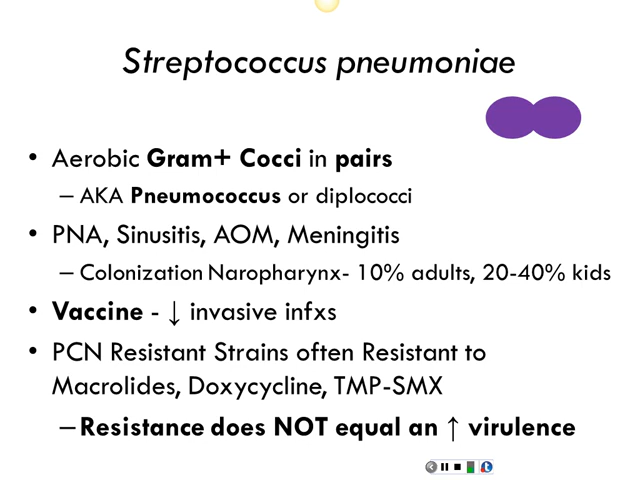 Streptococcus pneumoniae
• Aerobic Gram+ Cocci in pairs
– AKA Pneumococcus or diplococci
• PNA, Sinusitis, AOM, Meningitis
– Colonization Naropharynx- 10% adults, 20-40% kids
• Vaccine - ↓ invasive infxs
• PCN Resistant Strains often Resistant to
Macrolides, Doxycycline, TMP-SMX
– Resistance does NOT equal an ↑ virulence